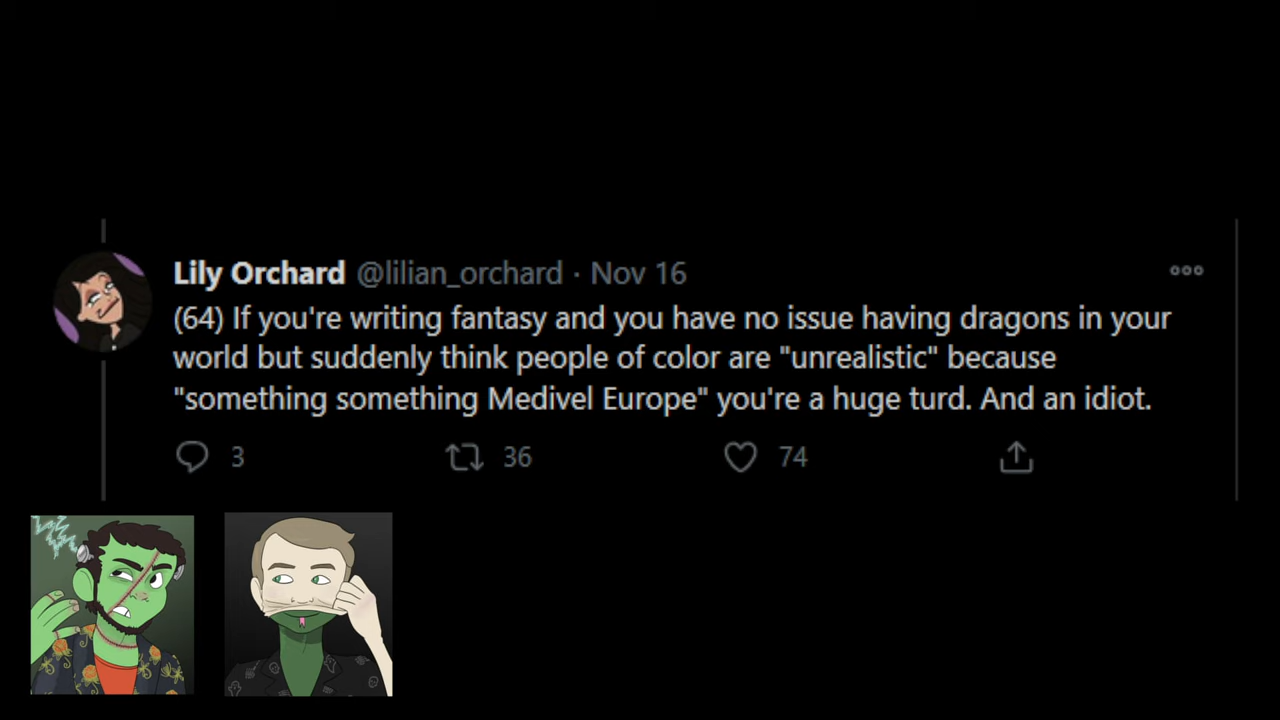 Lily Orchard @lilian_orchard · Nov 16
(64) If you're writing fantasy and you have no issue having dragons in your
world but suddenly think people of color are "unrealistic" because
"something something Medivel Europe" you're a huge turd. And an idiot.
3 36 74